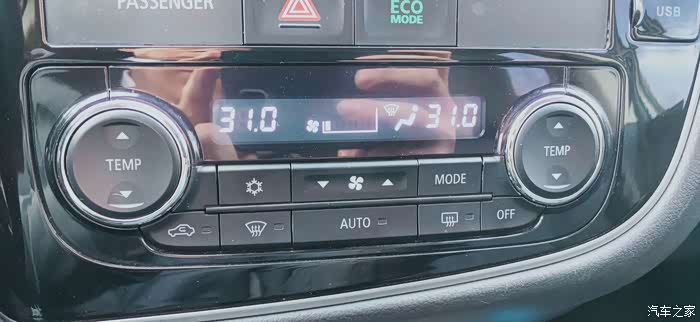 PASSENGER
ECO
MODE
USB
31.0
31.0
TEMP
TEMP
MODE
AUTO
OFF
汽车之家